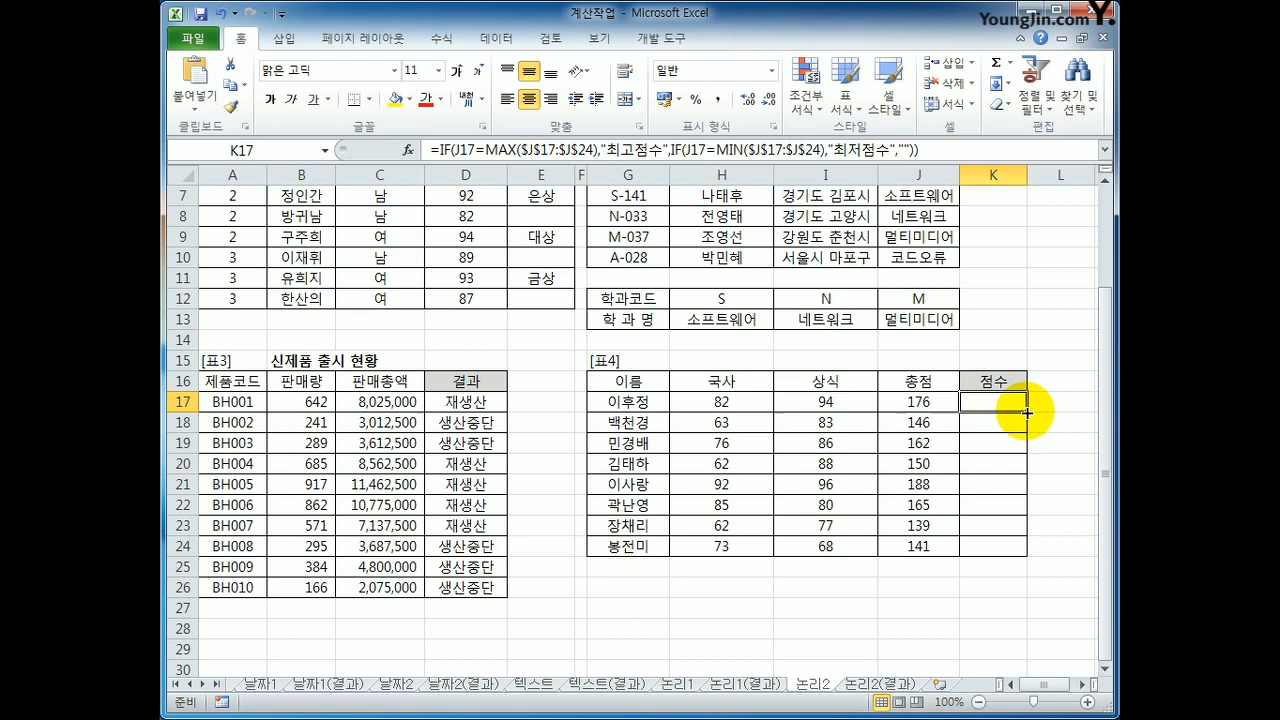 계산작업 - Microsoft Excel
YoungJin.com Y.
파일 홈 삽입 페이지 레이아웃 수식 데이터 검토 보기 개발 도구
붙여넣기 맑은 고딕 11 가 가 가 가 가 가 내천 일반 % , 조건부 서식 표 서식 셀 스타일 삽입 삭제 서식 Σ 정렬 및 필터 찾기 및 선택
클립보드 글꼴 맞춤 표시 형식 스타일 셀 편집
K17 fx =IF(J17=MAX($J$17:$J$24),"최고점수",IF(J17=MIN($J$17:$J$24),"최저점수",""))
A B C D E F G H I J K L
7 2 정인간 남 92 은상 S-141 나태후 경기도 김포시 소프트웨어
8 2 방귀남 남 82 N-033 전영태 경기도 고양시 네트워크
9 2 구주희 여 94 대상 M-037 조영선 강원도 춘천시 멀티미디어
10 3 이재휘 남 89 A-028 박민혜 서울시 마포구 코드오류
11 3 유희지 여 93 금상
12 3 한산의 여 87 학과코드 S N M
13 학 과 명 소프트웨어 네트워크 멀티미디어
14
15 [표3] 신제품 출시 현황 [표4]
16 제품코드 판매량 판매총액 결과 이름 국사 상식 총점 점수
17 BH001 642 8,025,000 재생산 이후정 82 94 176
18 BH002 241 3,012,500 생산중단 백천경 63 83 146
19 BH003 289 3,612,500 생산중단 민경배 76 86 162
20 BH004 685 8,562,500 재생산 김태하 62 88 150
21 BH005 917 11,462,500 재생산 이사랑 92 96 188
22 BH006 862 10,775,000 재생산 곽난영 85 80 165
23 BH007 571 7,137,500 재생산 장채리 62 77 139
24 BH008 295 3,687,500 생산중단 봉전미 73 68 141
25 BH009 384 4,800,000 생산중단
26 BH010 166 2,075,000 생산중단
27
28
29
30
날짜1 날짜1(결과) 날짜2 날짜2(결과) 텍스트 텍스트(결과) 논리1 논리1(결과) 논리2 논리2(결과)
준비 100%